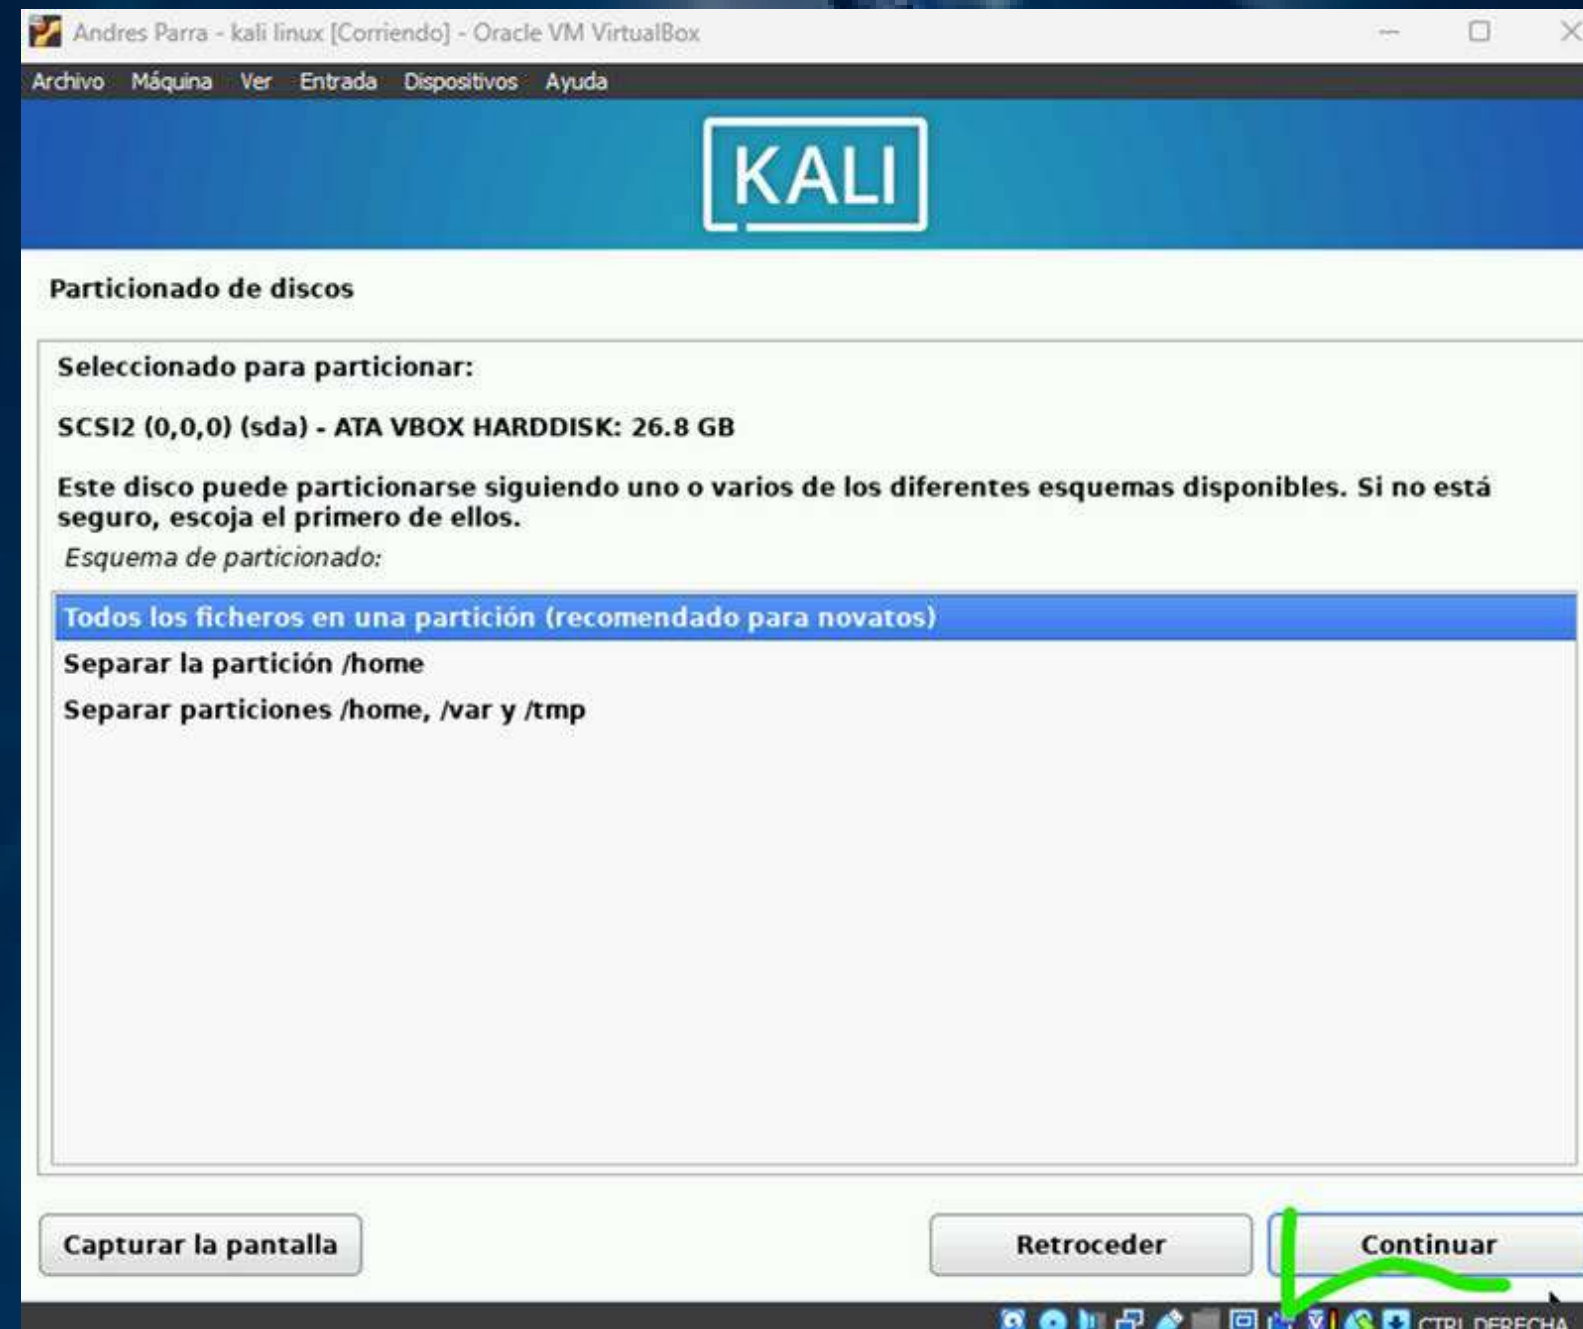 Andres Parra - kali linux [Corriendo] - Oracle VM VirtualBox
Archivo Máquina Ver Entrada Dispositivos Ayuda
KALI
Particionado de discos
Seleccionado para particionar:
SCSI2 (0,0,0) (sda) - ATA VBOX HARDDISK: 26.8 GB
Este disco puede particionarse siguiendo uno o varios de los diferentes esquemas disponibles. Si no está
seguro, escoja el primero de ellos.
Esquema de particionado:
Todos los ficheros en una partición (recomendado para novatos)
Separar la partición /home
Separar particiones /home, /var y /tmp
Capturar la pantalla
Retroceder
Continuar
CTRL DERECHA